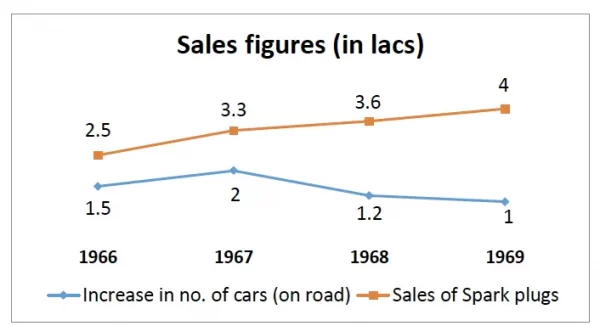 Sales figures (in lacs)
4
3.6
3.3
2.5
1.5
2
1.2
1
1966 1967 1968 1969
Increase in no. of cars (on road) Sales of Spark plugs